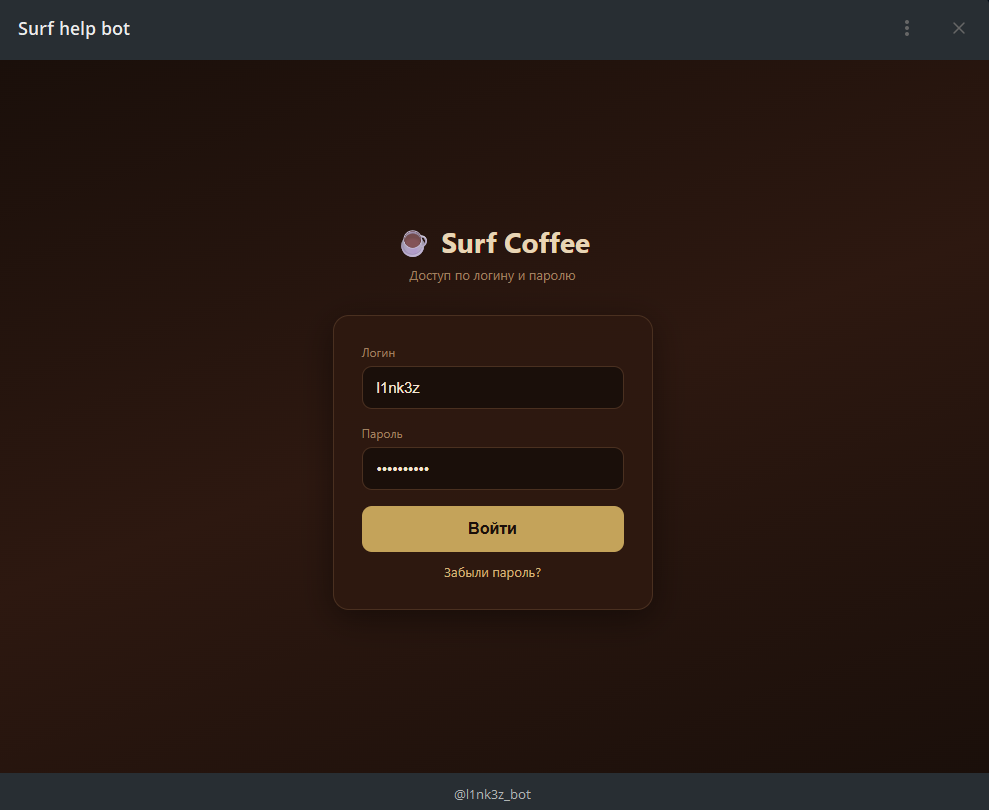 Surf help bot
Surf Coffee
Доступ по логину и паролю
Логин
l1nk3z
Пароль
••••••••••
Войти
Забыли пароль?
@l1nk3z_bot